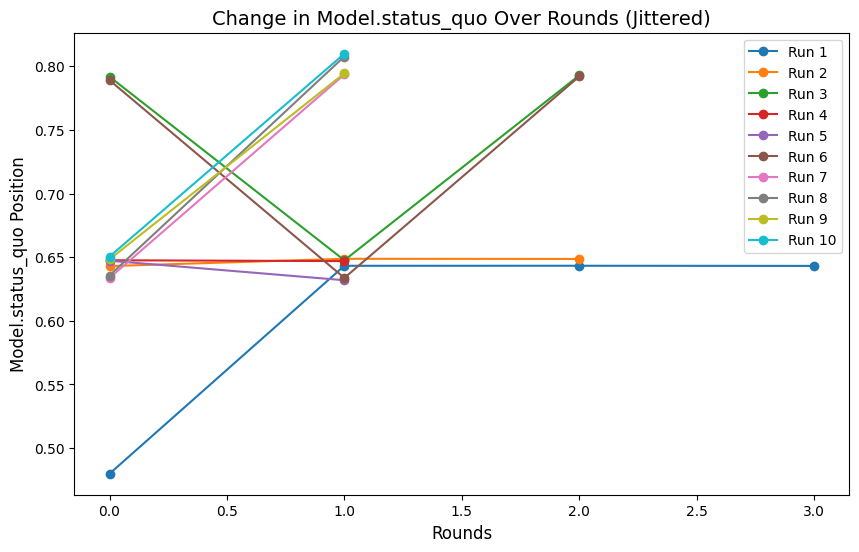 Change in Model.status_quo Over Rounds (Jittered)
Model.status_quo Position
0.80
0.75
0.70
0.65
0.60
0.55
0.50
Run 1
Run 2
Run 3
Run 4
Run 5
Run 6
Run 7
Run 8
Run 9
Run 10
0.0 0.5 1.0 1.5 2.0 2.5 3.0
Rounds